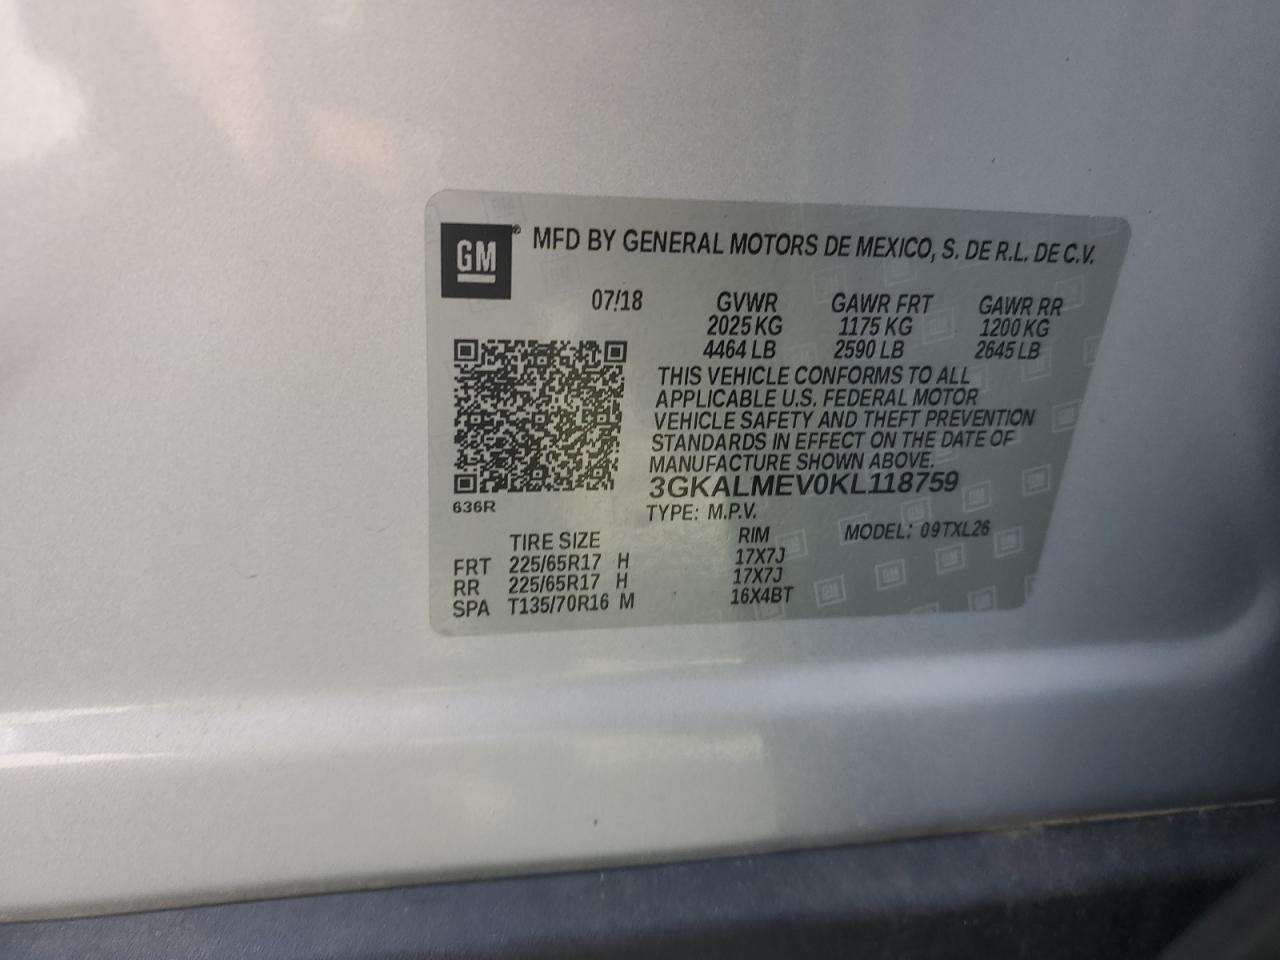 GM ® MFD BY GENERAL MOTORS DE MEXICO, S. DE R.L. DE C.V.
07/18 GVWR GAWR FRT GAWR RR
2025 KG 1175 KG 1200 KG
4464 LB 2590 LB 2645 LB
THIS VEHICLE CONFORMS TO ALL
APPLICABLE U.S. FEDERAL MOTOR
VEHICLE SAFETY AND THEFT PREVENTION
STANDARDS IN EFFECT ON THE DATE OF
MANUFACTURE SHOWN ABOVE.
3GKALMEV0KL118759
636R
TYPE: M.P.V. MODEL: 09TXL26
TIRE SIZE RIM
FRT 225/65R17 H 17X7J
RR 225/65R17 H 17X7J
SPA T135/70R16 M 16X4BT